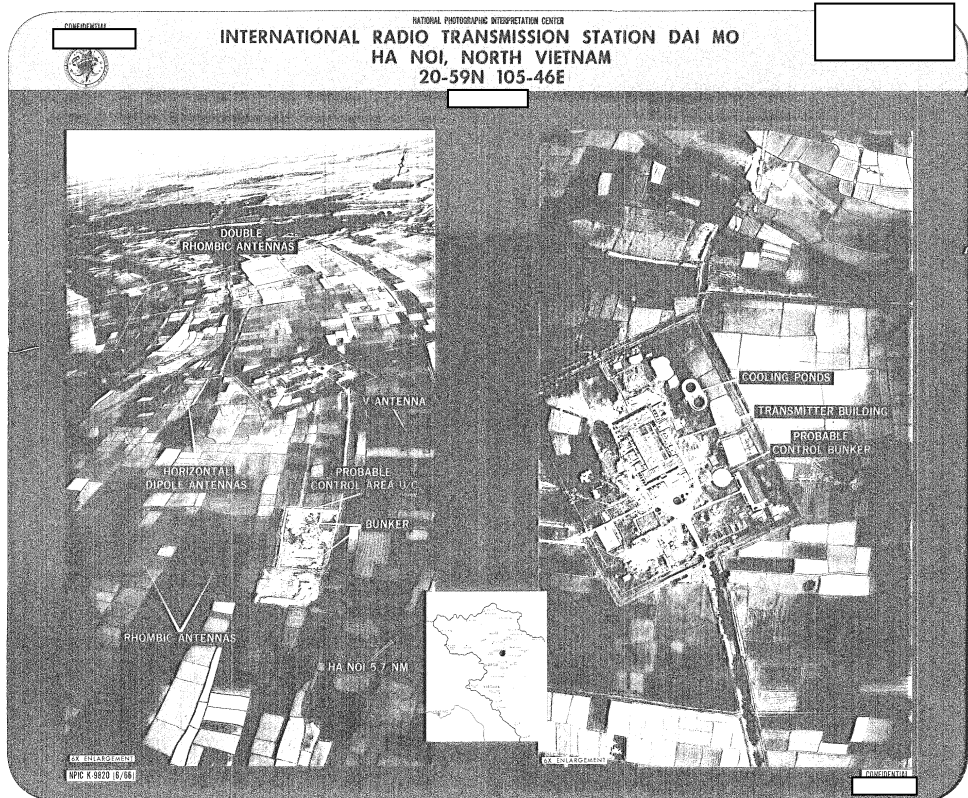 CONFIDENTIAL
NATIONAL PHOTOGRAPHIC INTERPRETATION CENTER
INTERNATIONAL RADIO TRANSMISSION STATION DAI MO
HA NOI, NORTH VIETNAM
20-59N 105-46E
DOUBLE
RHOMBIC ANTENNAS
V ANTENNA
HORIZONTAL
DIPOLE ANTENNAS
PROBABLE
CONTROL AREA U/C
BUNKER
RHOMBIC ANTENNAS
HA NOI 5.7 NM
6X ENLARGEMENT
NPIC K-9820 (6/66)
COOLING PONDS
TRANSMITTER BUILDING
PROBABLE
CONTROL BUNKER
6X ENLARGEMENT
CONFIDENTIAL